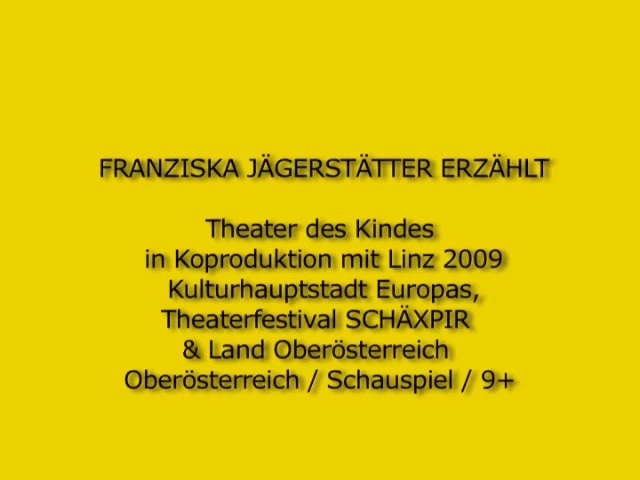 FRANZISKA JÄGERSTÄTTER ERZÄHLT
Theater des Kindes
in Koproduktion mit Linz 2009
Kulturhauptstadt Europas,
Theaterfestival SCHÄXPIR
& Land Oberösterreich
Oberösterreich / Schauspiel / 9+